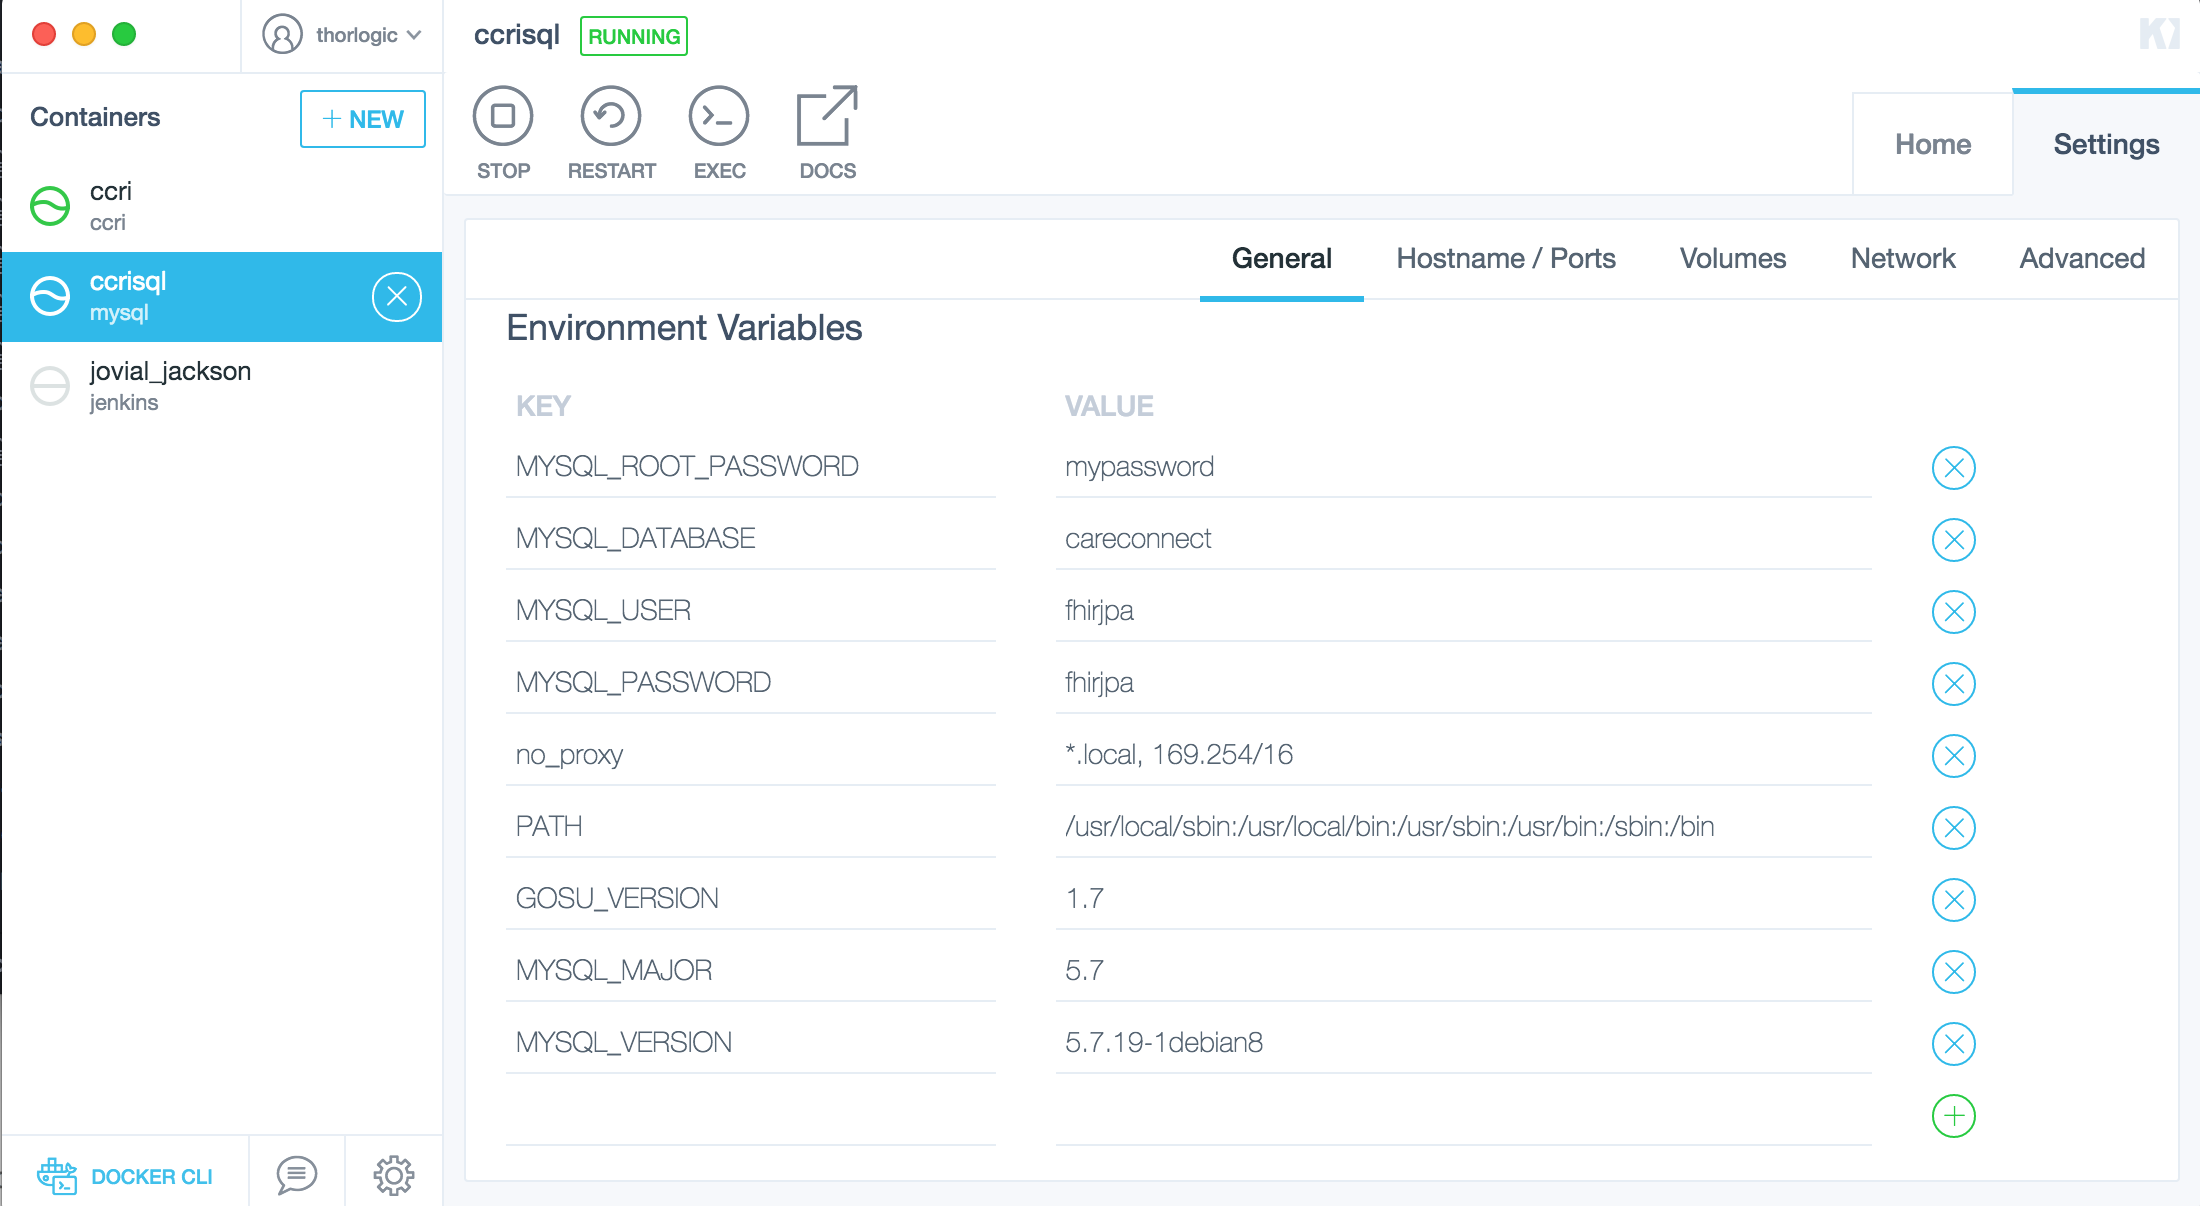 thorlogic
ccrisql RUNNING
Containers
+ NEW
STOP RESTART EXEC DOCS
Home Settings
ccri
ccri
ccrisql
mysql
jovial_jackson
jenkins
General Hostname / Ports Volumes Network Advanced
Environment Variables
KEY VALUE
MYSQL_ROOT_PASSWORD mypassword
MYSQL_DATABASE careconnect
MYSQL_USER fhirjpa
MYSQL_PASSWORD fhirjpa
no_proxy *.local, 169.254/16
PATH /usr/local/sbin:/usr/local/bin:/usr/sbin:/usr/bin:/sbin:/bin
GOSU_VERSION 1.7
MYSQL_MAJOR 5.7
MYSQL_VERSION 5.7.19-1debian8
DOCKER CLI